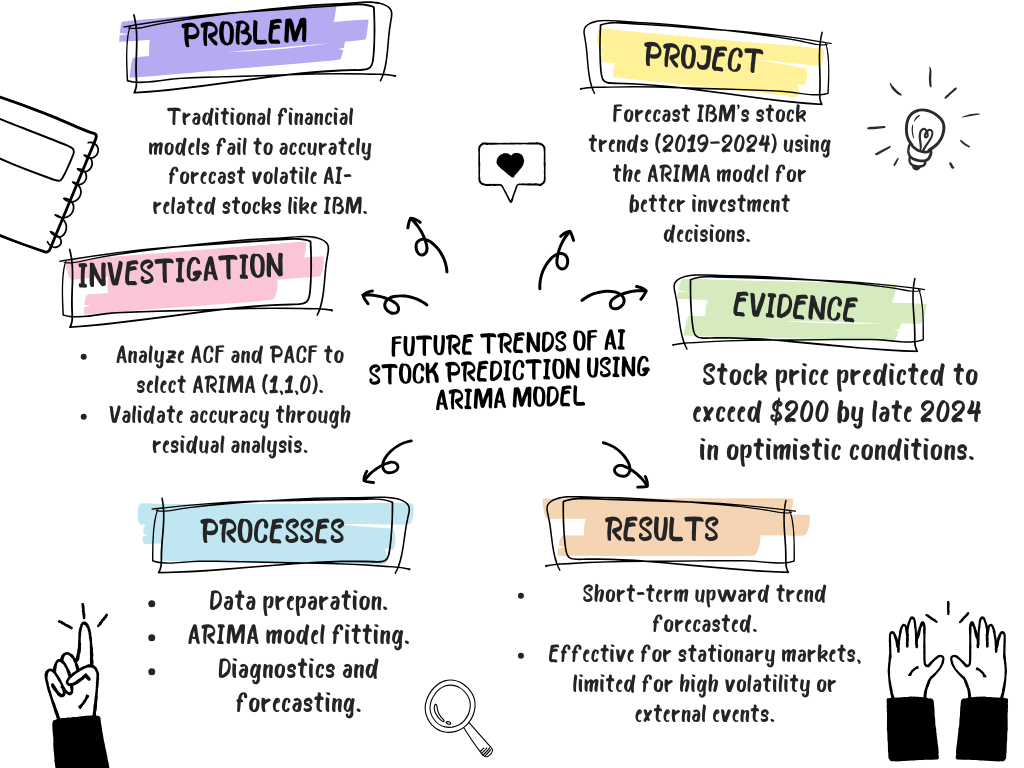 PROBLEM
Traditional financial
models fail to accurately
forecast volatile AI-
related stocks like IBM.
PROJECT
Forecast IBM's stock
trends (2019-2024) using
the ARIMA model for
better investment
decisions.
INVESTIGATION
• Analyze ACF and PACF to
select ARIMA (1,1,0).
• Validate accuracy through
residual analysis.
FUTURE TRENDS OF AI
STOCK PREDICTION USING
ARIMA MODEL
EVIDENCE
Stock price predicted to
exceed $200 by late 2024
in optimistic conditions.
PROCESSES
• Data preparation.
• ARIMA model fitting.
• Diagnostics and
forecasting.
RESULTS
• Short-term upward trend
forecasted.
• Effective for stationary markets,
limited for high volatility or
external events.